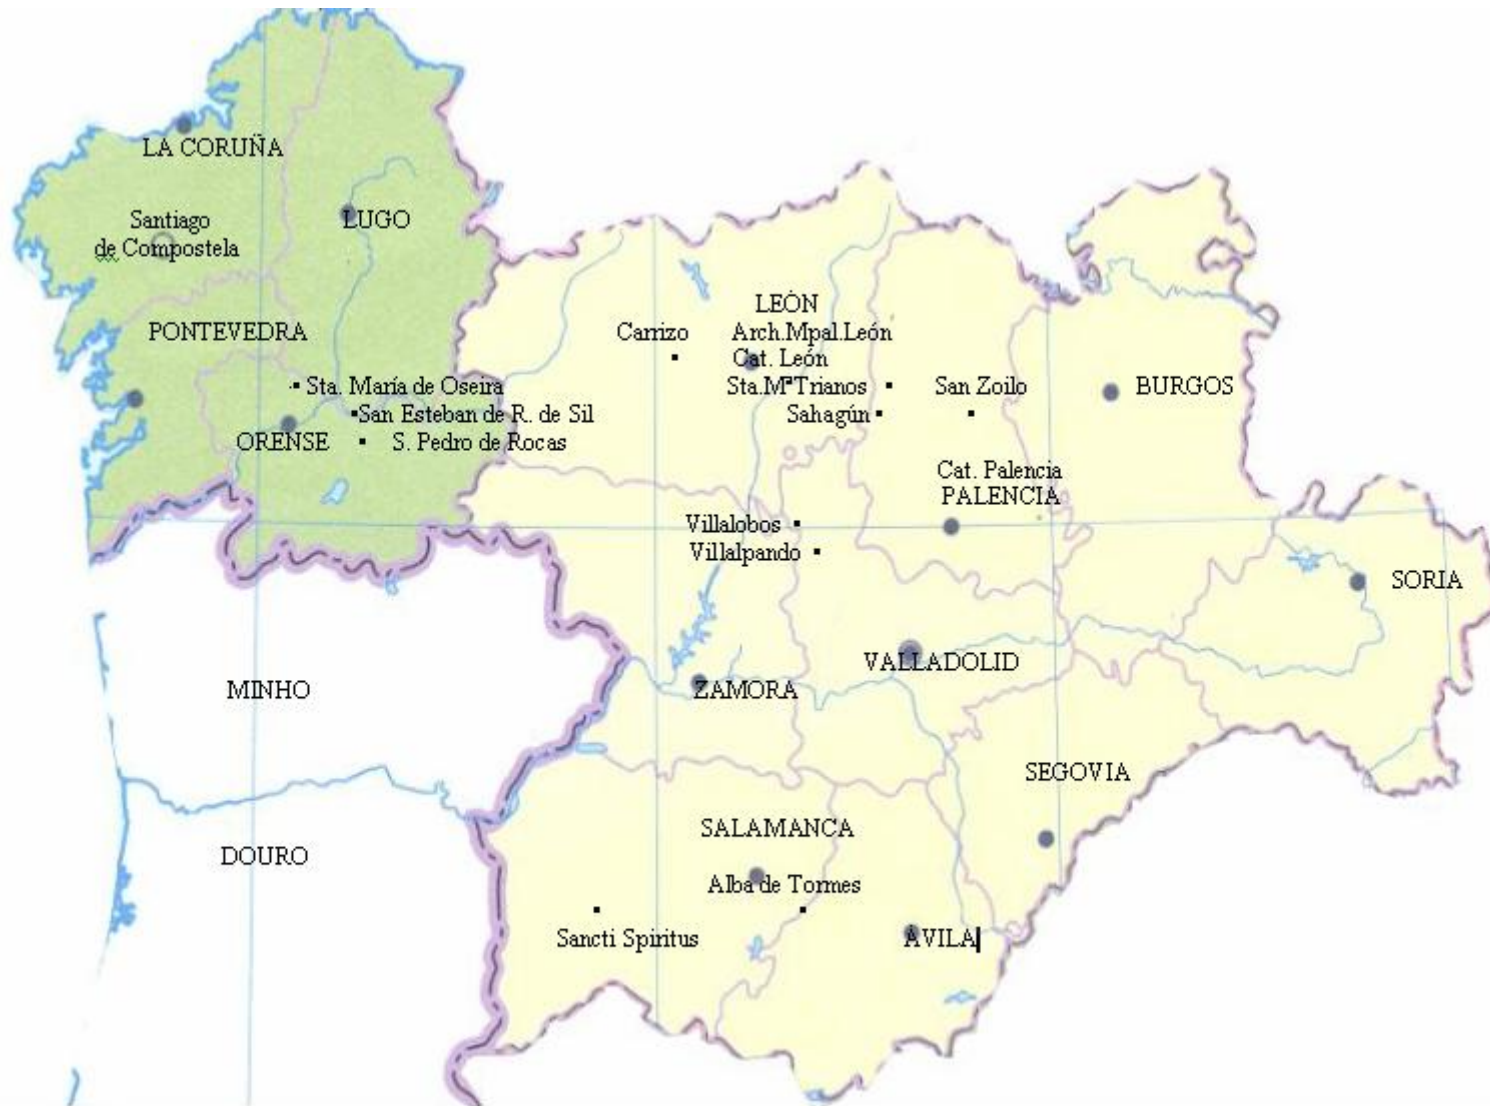 LA CORUÑA
Santiago
de Compostela
LUGO
PONTEVEDRA
LEÓN
Carrizo
Arch.Mpal.León
Cat. León
Sta. María de Oseira
Sta.MªTrianos
San Zoilo
BURGOS
San Esteban de R. de Sil
Sahagún
ORENSE
S. Pedro de Rocas
Cat. Palencia
PALENCIA
Villalobos
Villalpando
SORIA
VALLADOLID
MINHO
ZAMORA
SEGOVIA
SALAMANCA
DOURO
Alba de Tormes
Sancti Spiritus
AVILA